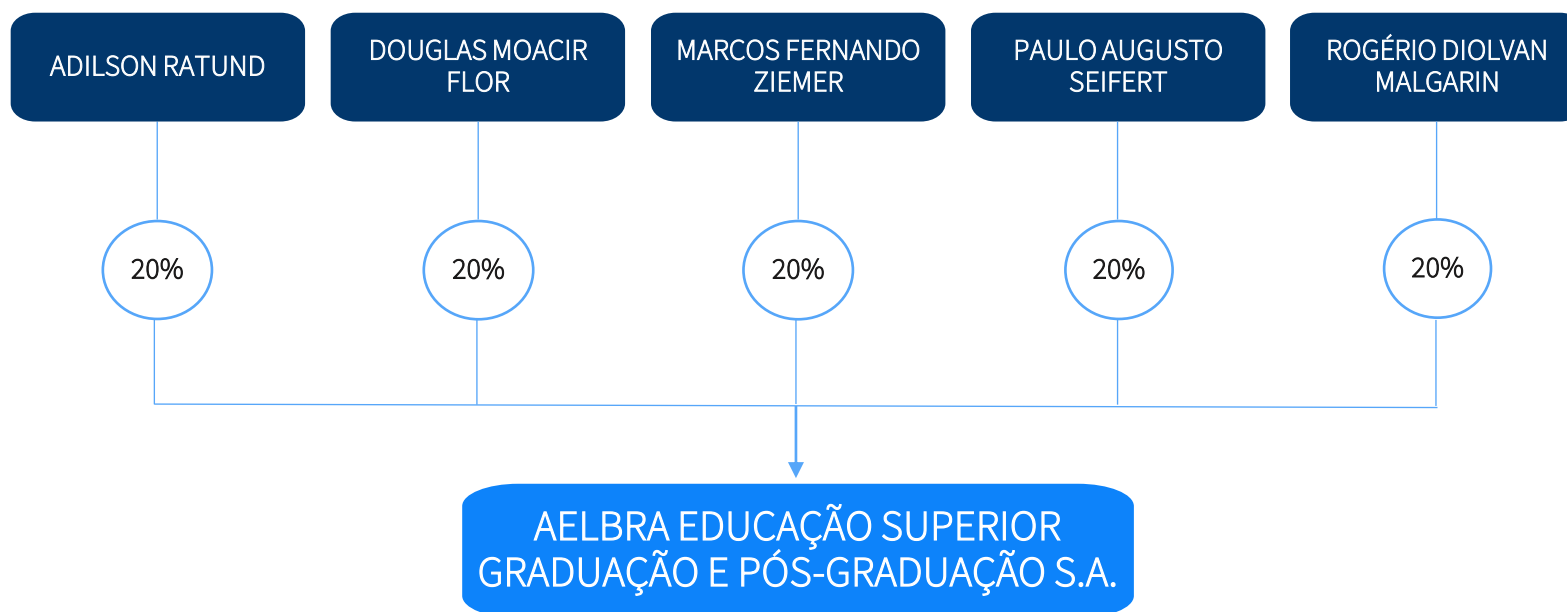 ADILSON RATUND
DOUGLAS MOACIR
FLOR
MARCOS FERNANDO
ZIEMER
PAULO AUGUSTO
SEIFERT
ROGÉRIO DIOLVAN
MALGARIN
20%
20%
20%
20%
20%
AELBRA EDUCAÇÃO SUPERIOR
GRADUAÇÃO E PÓS-GRADUAÇÃO S.A.